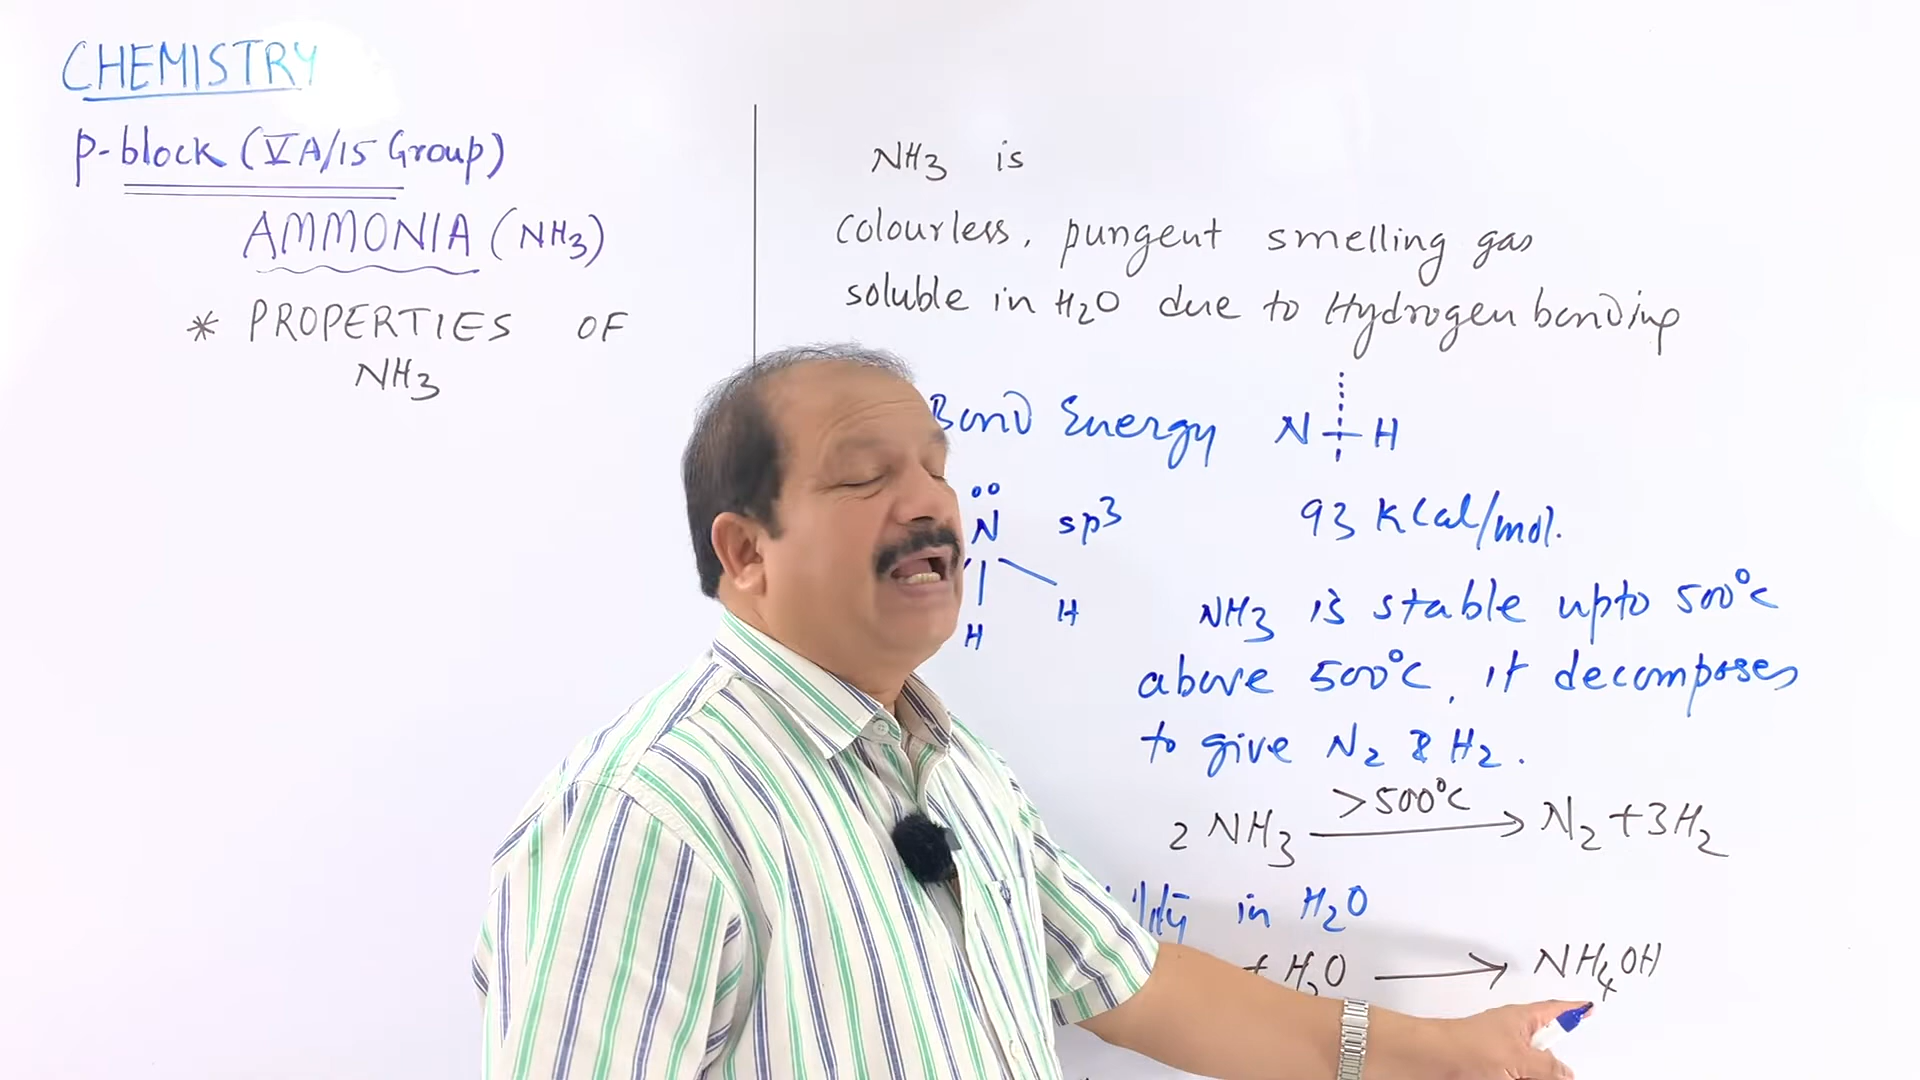 CHEMISTRY
p-block (VA/15 Group)
AMMONIA (NH3)
* PROPERTIES OF
NH3
NH3 is
colourless, pungent smelling gas
soluble in H2O due to Hydrogen bonding
Bond Energy N-H
N sp3 93 KCal/mol.
H
H
NH3 is stable upto 500°C
above 500°C, it decomposes
to give N2 & H2.
>500°C
2 NH3 → N2 + 3H2
in H2O
+ H2O → NH4OH